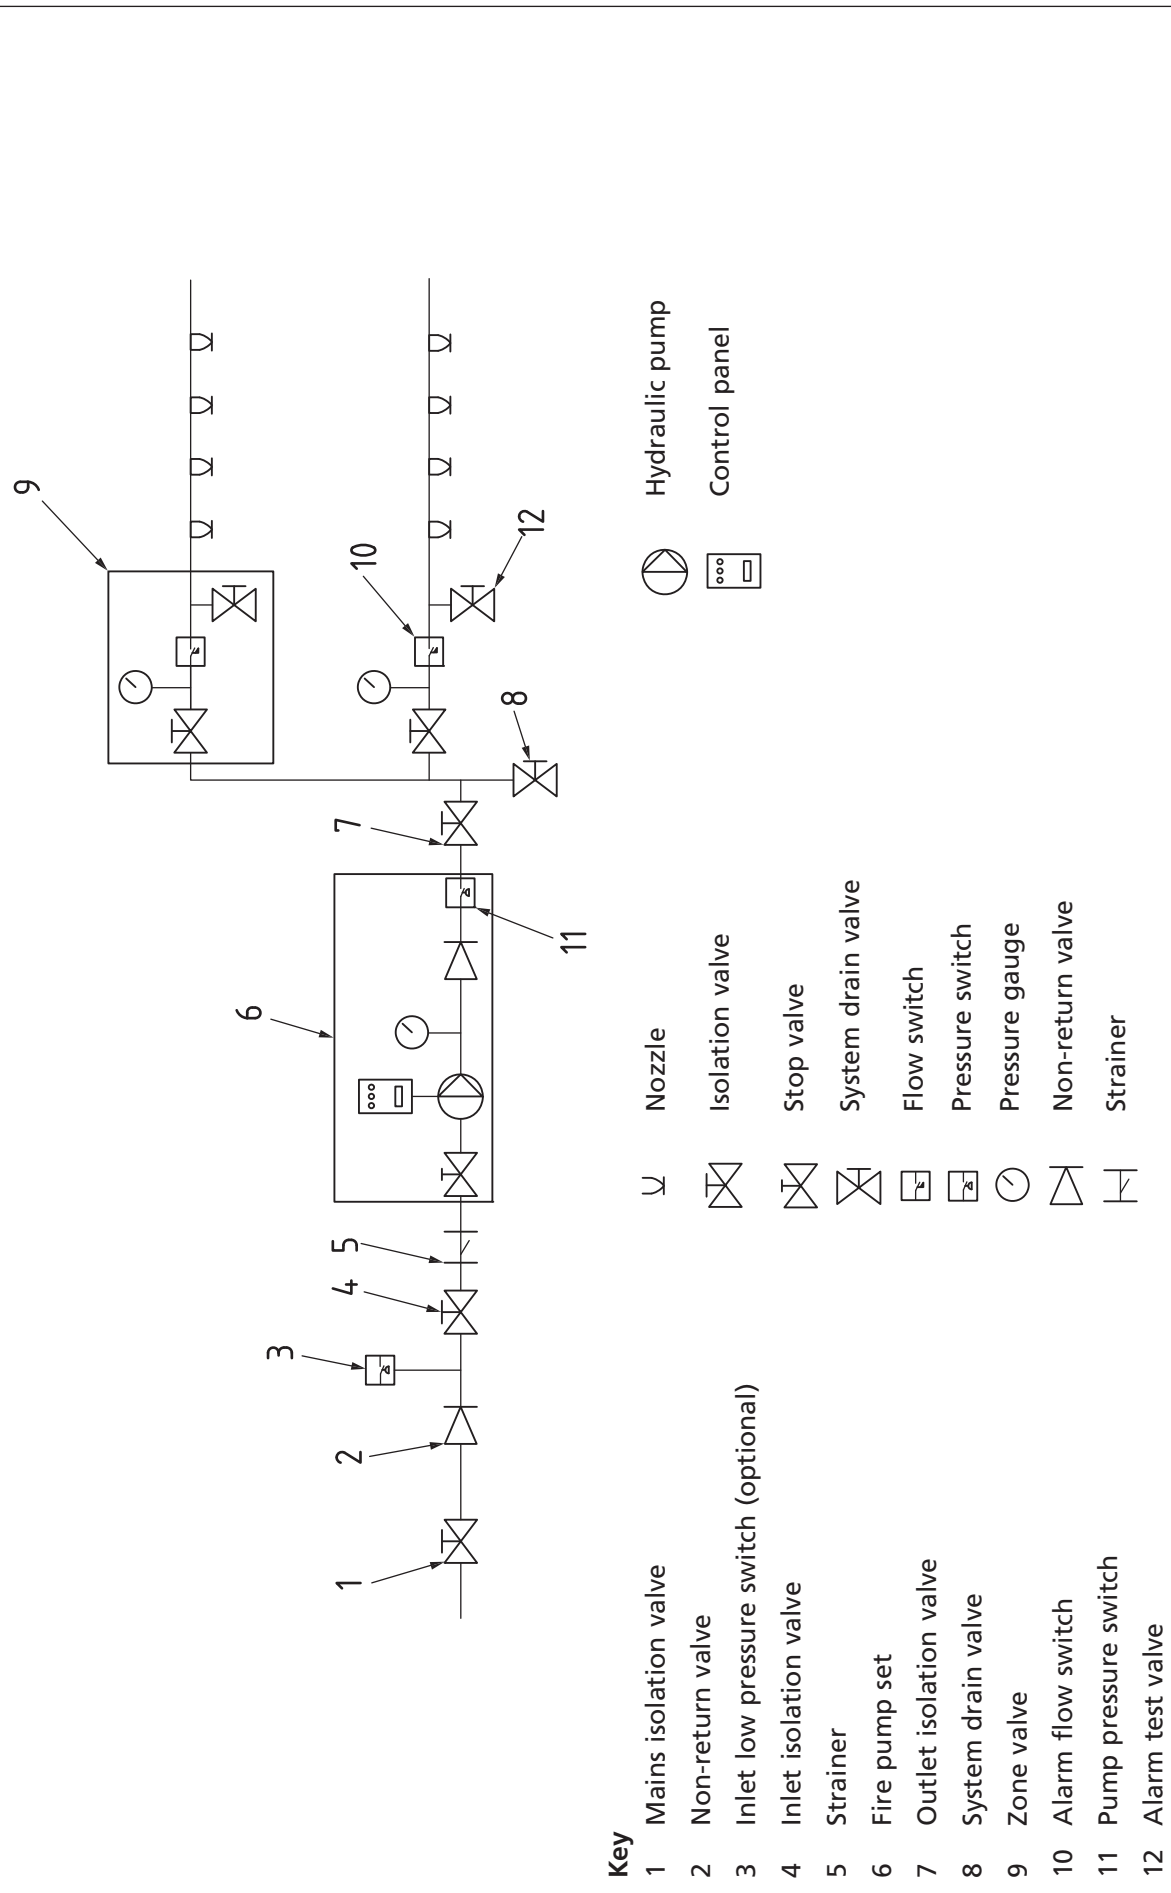 9
10
12
8
7
11
6
5
4
3
2
1
Key
1 Mains isolation valve
2 Non-return valve
3 Inlet low pressure switch (optional)
4 Inlet isolation valve
5 Strainer
6 Fire pump set
7 Outlet isolation valve
8 System drain valve
9 Zone valve
10 Alarm flow switch
11 Pump pressure switch
12 Alarm test valve
Nozzle
Isolation valve
Stop valve
System drain valve
Flow switch
Pressure switch
Pressure gauge
Non-return valve
Strainer
Hydraulic pump
Control panel